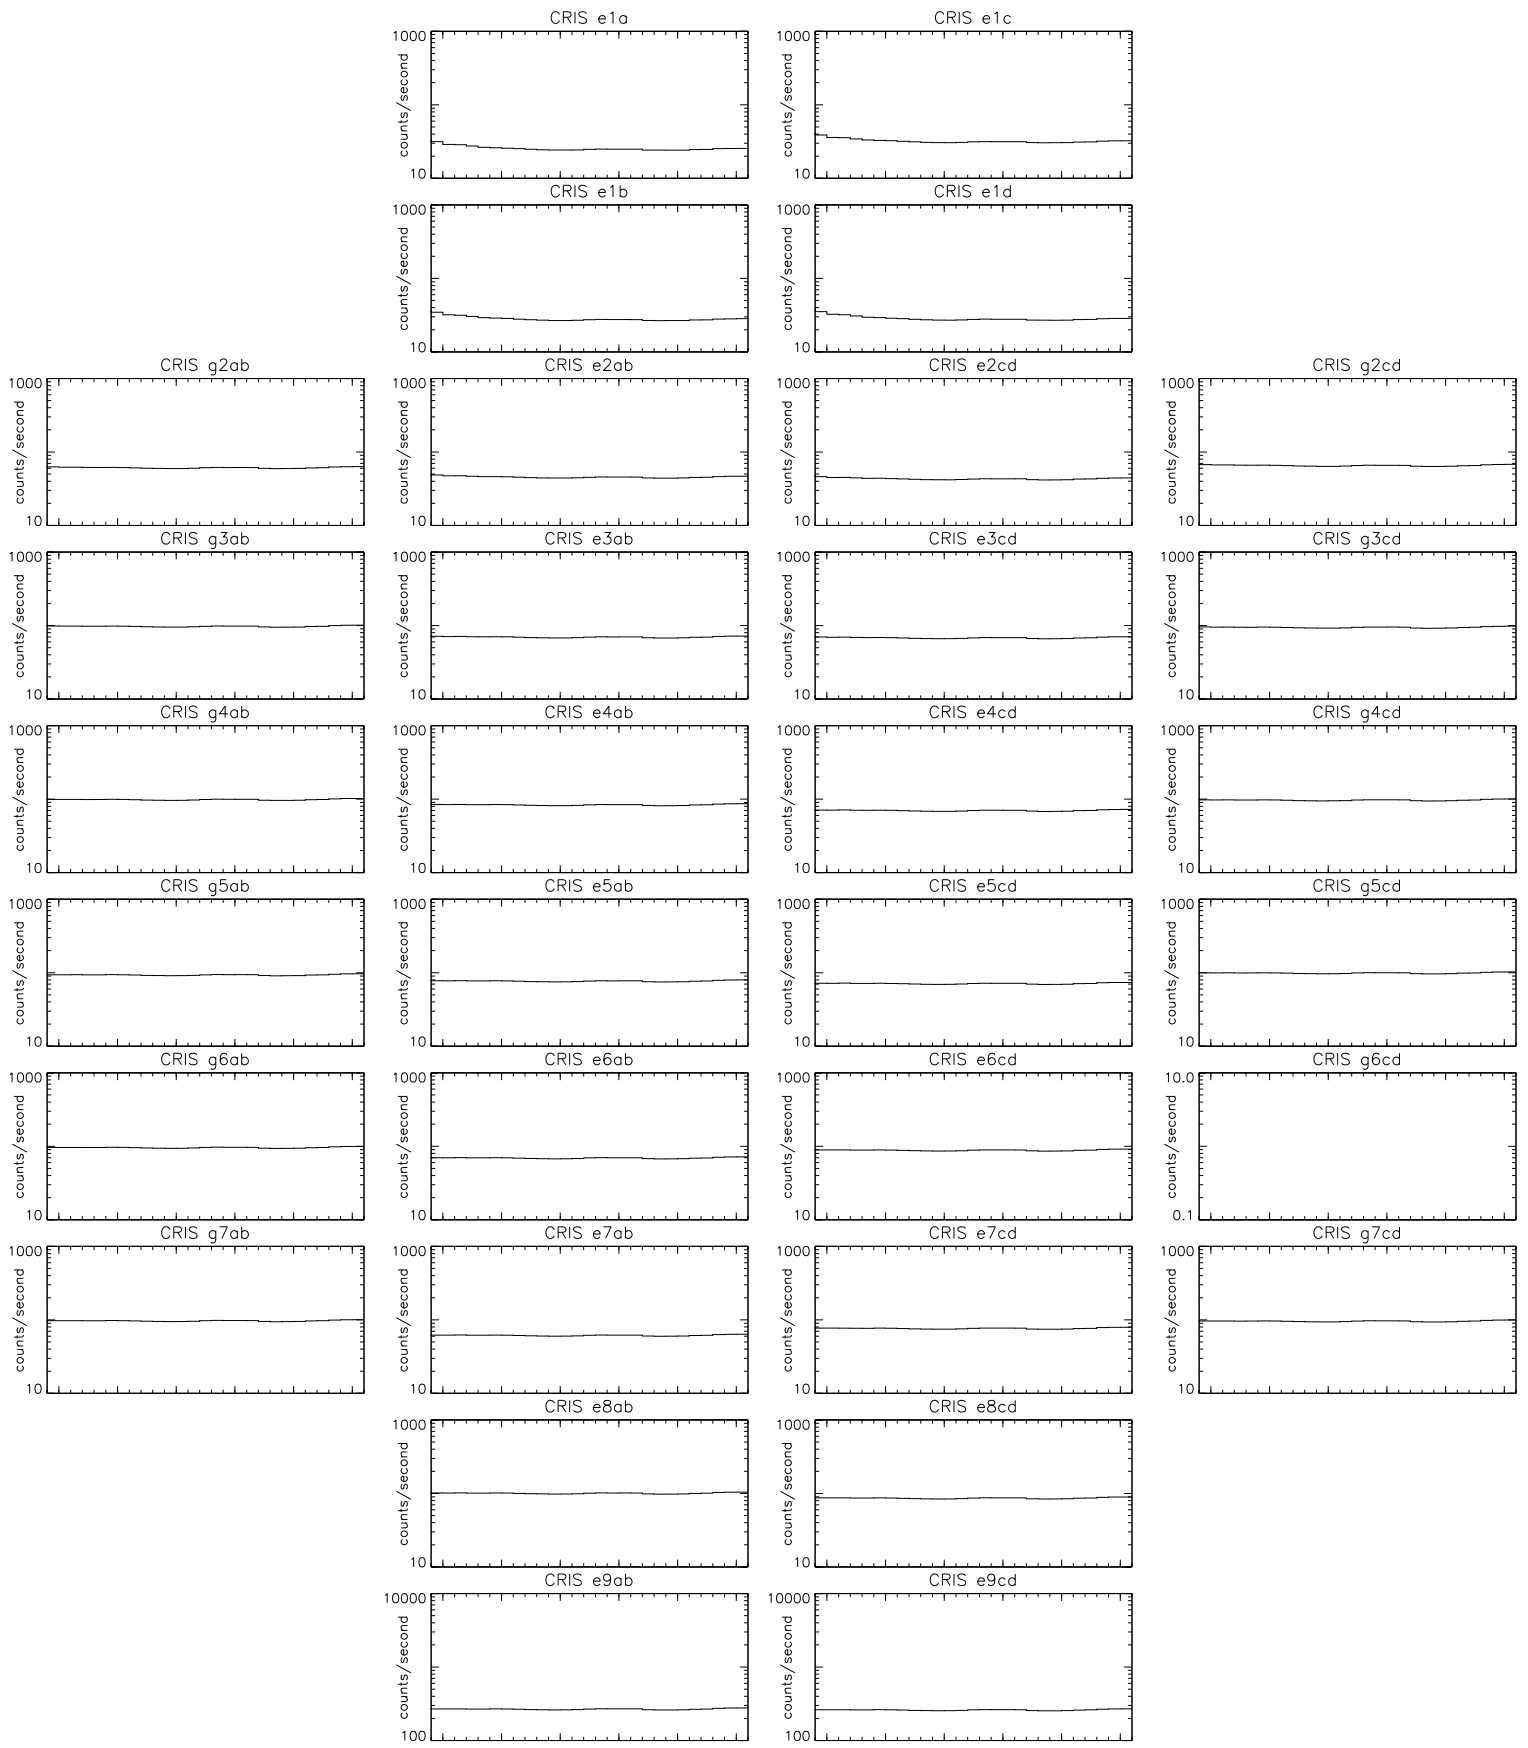 CRIS e1a
1000
counts/second
10
CRIS e1c
1000
counts/second
10
CRIS e1b
1000
counts/second
10
CRIS e1d
1000
counts/second
10
CRIS g2ab
1000
counts/second
10
CRIS e2ab
1000
counts/second
10
CRIS e2cd
1000
counts/second
10
CRIS g2cd
1000
counts/second
10
CRIS g3ab
1000
counts/second
10
CRIS e3ab
1000
counts/second
10
CRIS e3cd
1000
counts/second
10
CRIS g3cd
1000
counts/second
10
CRIS g4ab
1000
counts/second
10
CRIS e4ab
1000
counts/second
10
CRIS e4cd
1000
counts/second
10
CRIS g4cd
1000
counts/second
10
CRIS g5ab
1000
counts/second
10
CRIS e5ab
1000
counts/second
10
CRIS e5cd
1000
counts/second
10
CRIS g5cd
1000
counts/second
10
CRIS g6ab
1000
counts/second
10
CRIS e6ab
1000
counts/second
10
CRIS e6cd
1000
counts/second
10
CRIS g6cd
10.0
counts/second
0.1
CRIS g7ab
1000
counts/second
10
CRIS e7ab
1000
counts/second
10
CRIS e7cd
1000
counts/second
10
CRIS g7cd
1000
counts/second
10
CRIS e8ab
1000
counts/second
10
CRIS e8cd
1000
counts/second
10
CRIS e9ab
10000
counts/second
100
CRIS e9cd
10000
counts/second
100